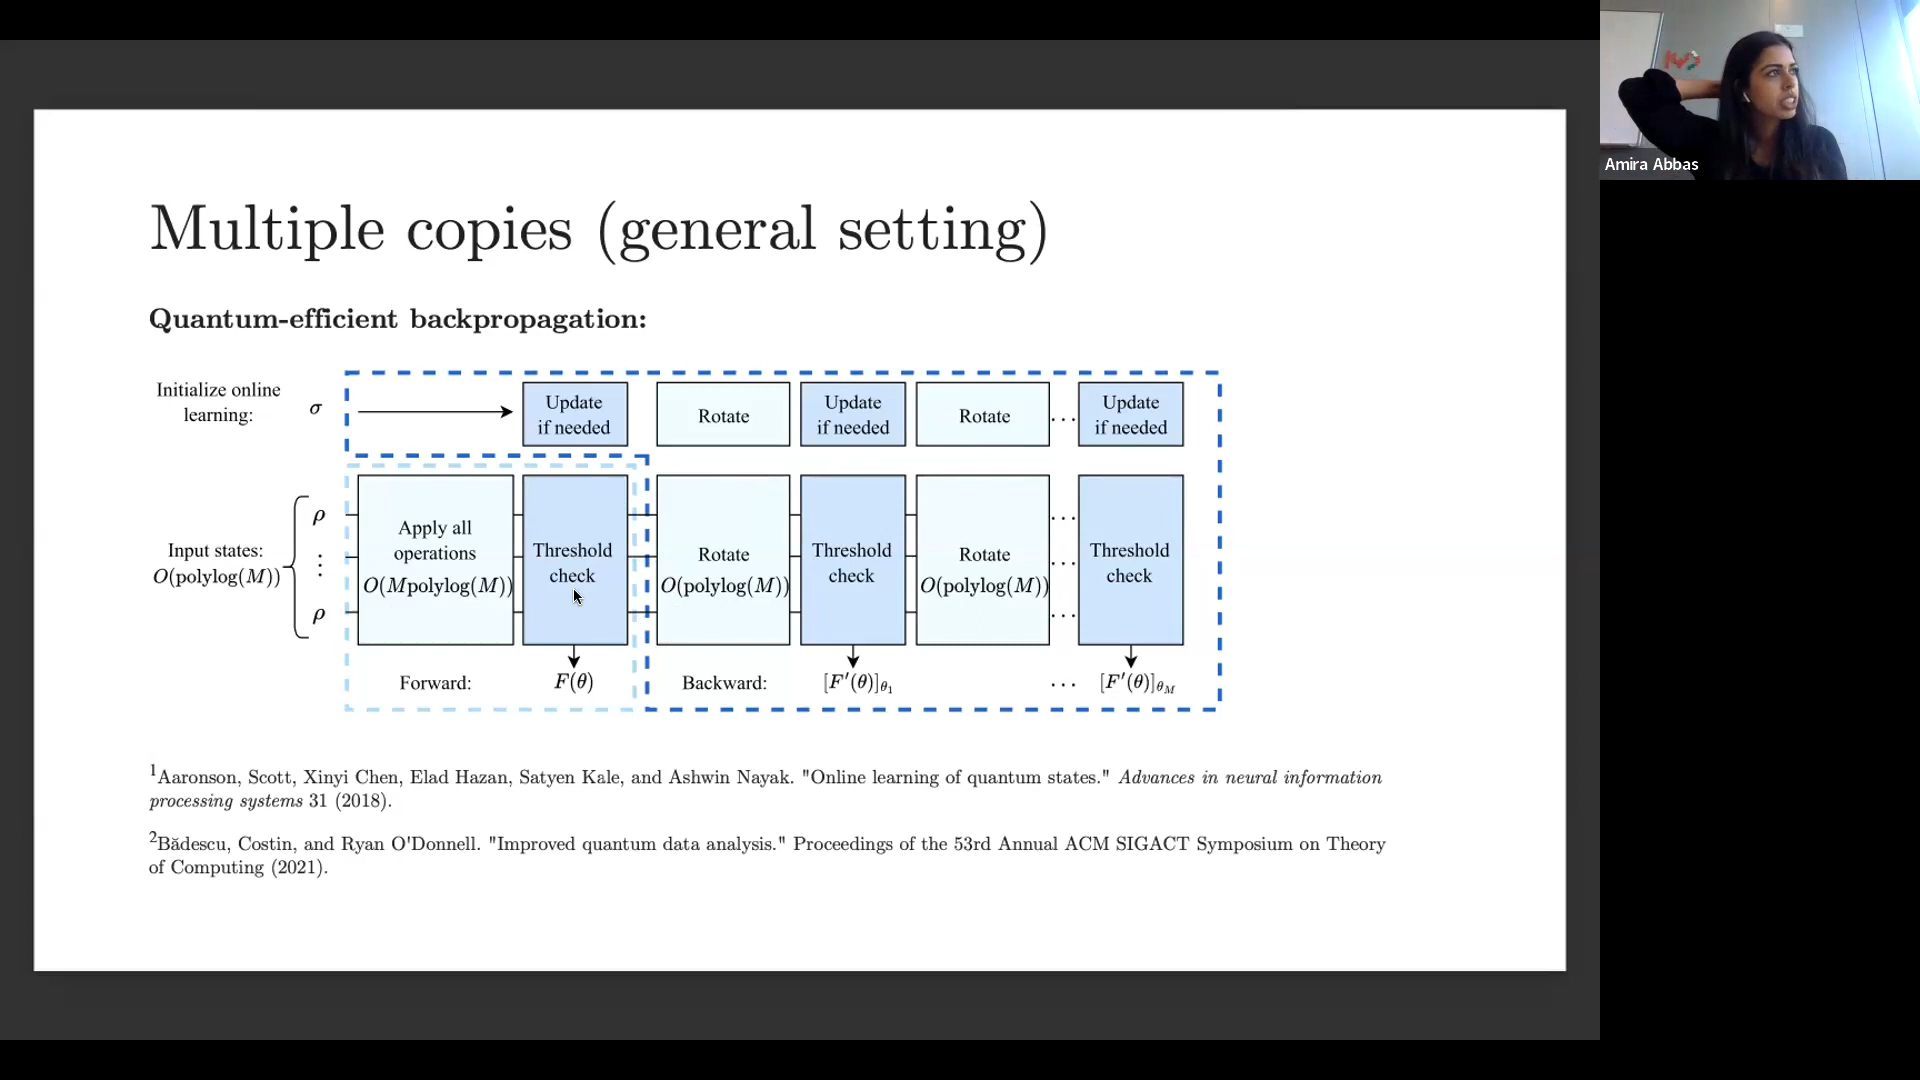 Multiple copies (general setting)
Quantum-efficient backpropagation:
Initialize online
learning:
σ
Update
if needed
Rotate
Update
if needed
Rotate
...
Update
if needed
Input states:
O(polylog(M))
ρ
⋮
ρ
Apply all
operations
O(Mpolylog(M))
Threshold
check
Rotate
O(polylog(M))
Threshold
check
Rotate
O(polylog(M))
...
...
...
Threshold
check
Forward:
F(θ)
Backward:
[F′(θ)]θ₁
...
[F′(θ)]θ_M
¹Aaronson, Scott, Xinyi Chen, Elad Hazan, Satyen Kale, and Ashwin Nayak. "Online learning of quantum states." Advances in neural information
processing systems 31 (2018).
²Bădescu, Costin, and Ryan O'Donnell. "Improved quantum data analysis." Proceedings of the 53rd Annual ACM SIGACT Symposium on Theory
of Computing (2021).
Amira Abbas